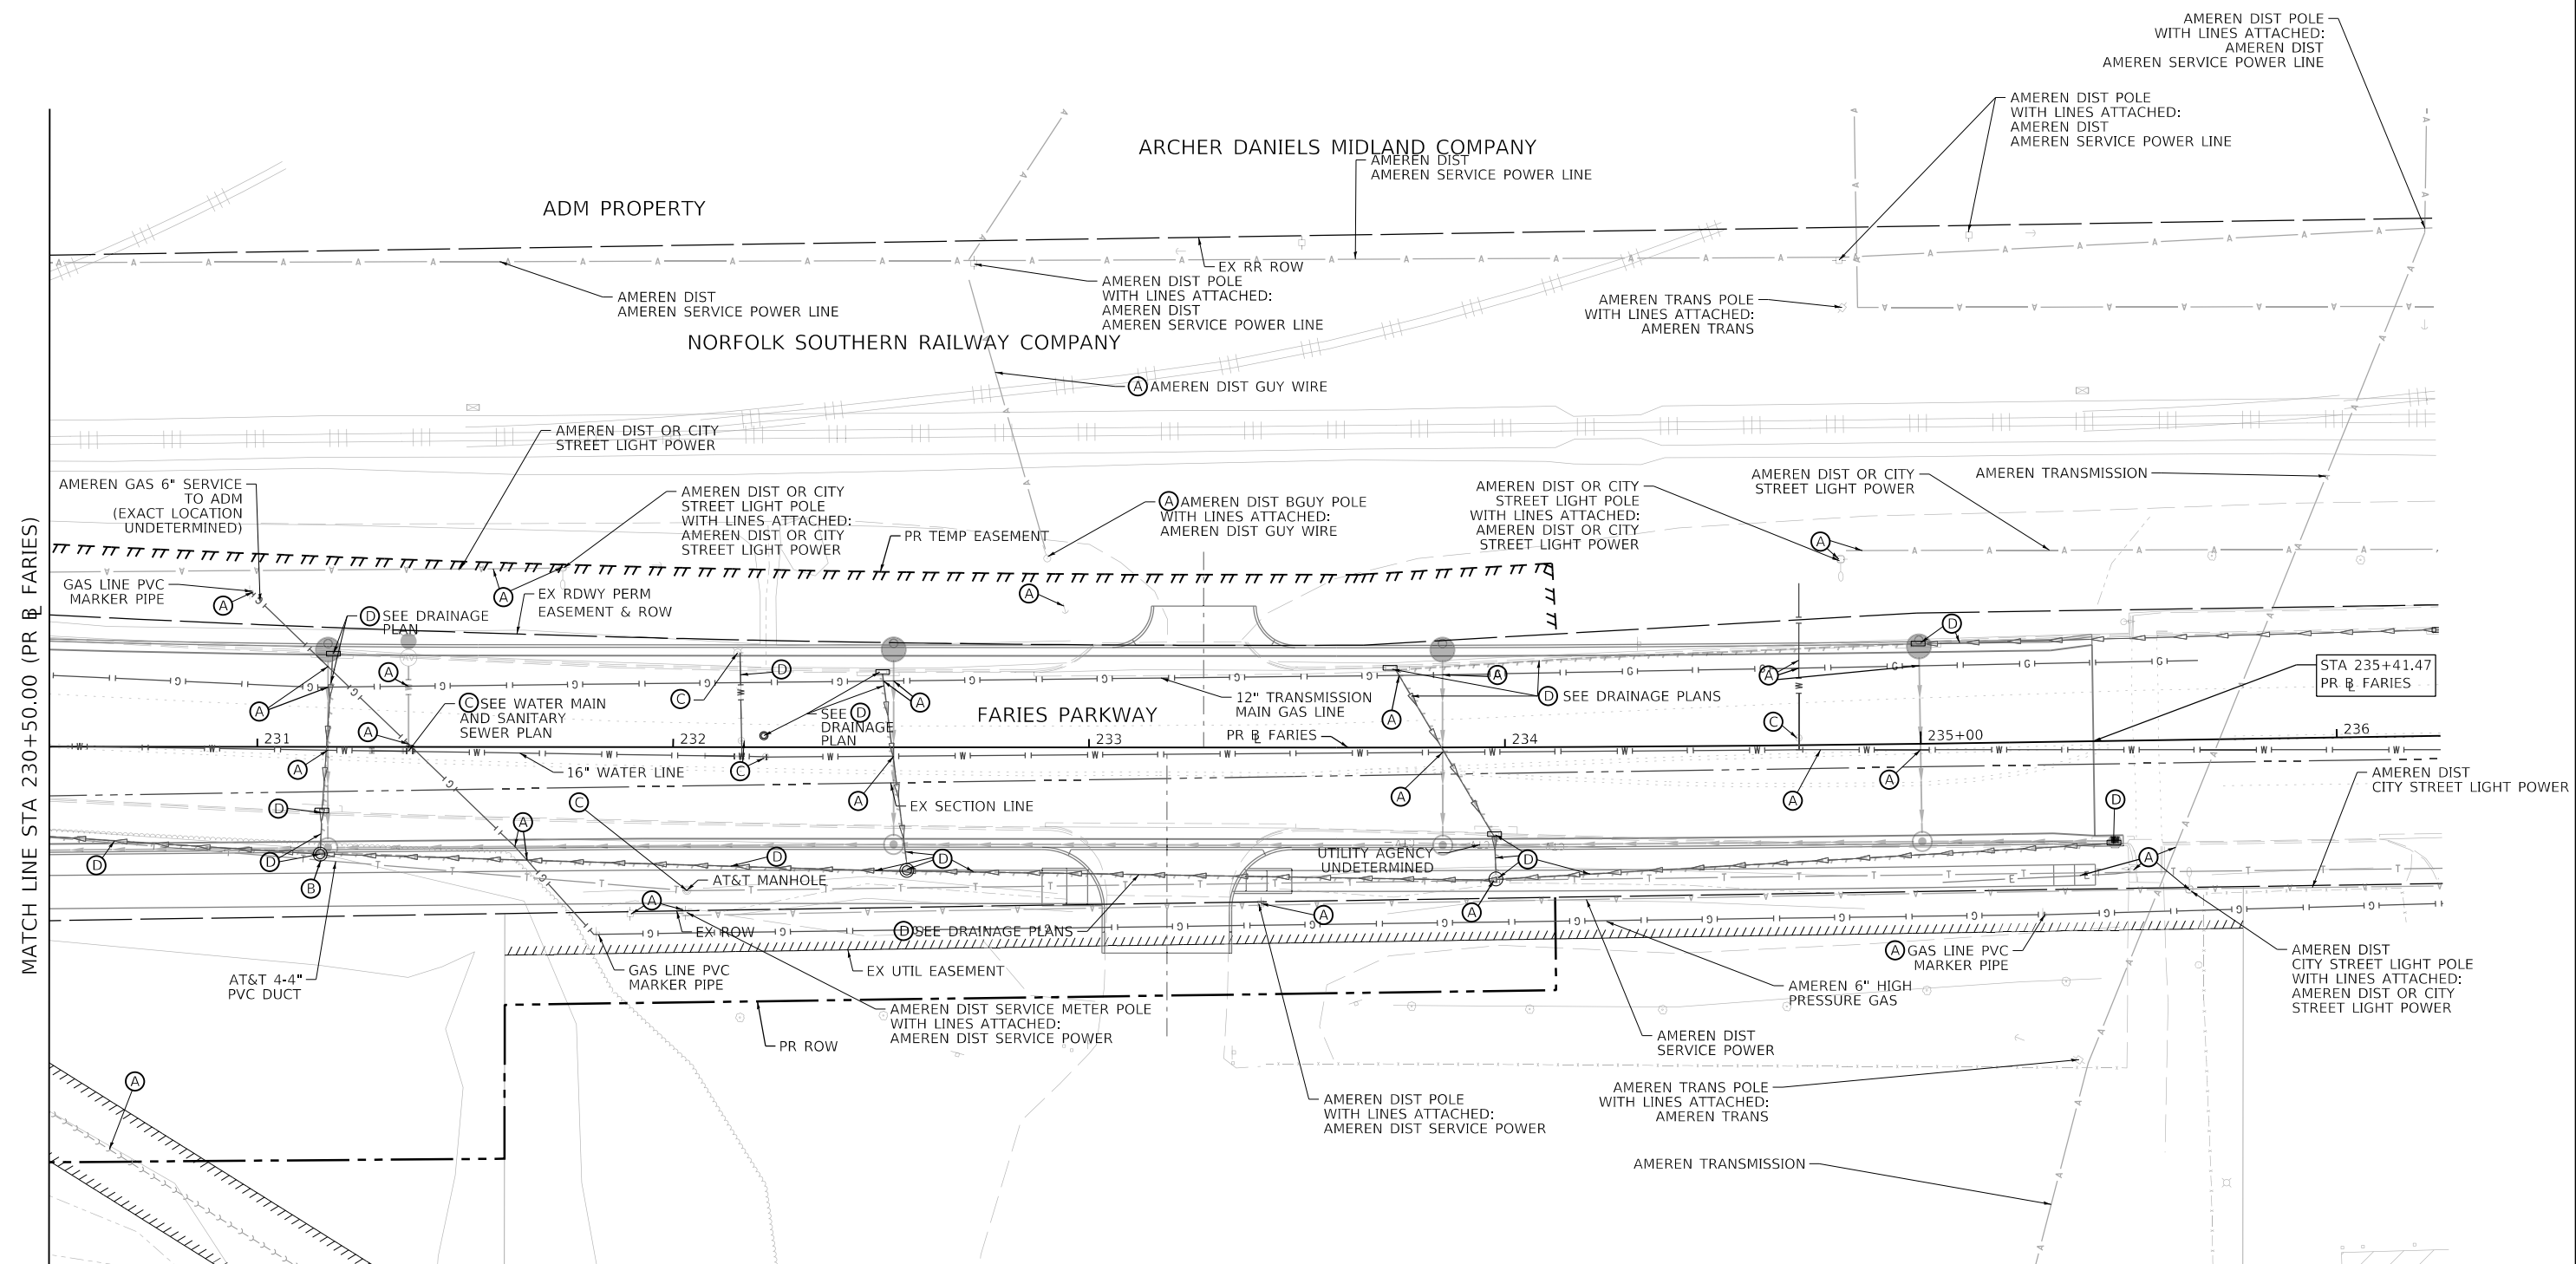 AMEREN DIST POLE
WITH LINES ATTACHED:
AMEREN DIST
AMEREN SERVICE POWER LINE
AMEREN DIST POLE
WITH LINES ATTACHED:
AMEREN DIST
AMEREN SERVICE POWER LINE
ARCHER DANIELS MIDLAND COMPANY
AMEREN DIST
AMEREN SERVICE POWER LINE
ADM PROPERTY
EX RR ROW
AMEREN DIST POLE
WITH LINES ATTACHED:
AMEREN DIST
AMEREN SERVICE POWER LINE
AMEREN DIST
AMEREN SERVICE POWER LINE
AMEREN TRANS POLE
WITH LINES ATTACHED:
AMEREN TRANS
NORFOLK SOUTHERN RAILWAY COMPANY
A AMEREN DIST GUY WIRE
AMEREN DIST OR CITY
STREET LIGHT POWER
AMEREN GAS 6" SERVICE
TO ADM
(EXACT LOCATION
UNDETERMINED)
AMEREN DIST OR CITY
STREET LIGHT POLE
WITH LINES ATTACHED:
AMEREN DIST OR CITY
STREET LIGHT POWER
PR TEMP EASEMENT
A AMEREN DIST BGUY POLE
WITH LINES ATTACHED:
AMEREN DIST GUY WIRE
AMEREN DIST OR CITY
STREET LIGHT POLE
WITH LINES ATTACHED:
AMEREN DIST OR CITY
STREET LIGHT POWER
AMEREN DIST OR CITY
STREET LIGHT POWER
AMEREN TRANSMISSION
GAS LINE PVC
MARKER PIPE
A
A
EX RDWY PERM
EASEMENT & ROW
A
A
D SEE DRAINAGE
PLAN
D
A
A
C SEE WATER MAIN
AND SANITARY
SEWER PLAN
A
C
D
SEE D
DRAINAGE
PLAN
A
FARIES PARKWAY
12" TRANSMISSION
MAIN GAS LINE
PR BL FARIES
A
A
D SEE DRAINAGE PLANS
A
C
STA 235+41.47
PR BL FARIES
231
232
233
234
235+00
236
MATCH LINE STA 230+50.00 (PR BL FARIES)
A
16" WATER LINE
C
A
EX SECTION LINE
A
A
A
AMEREN DIST
CITY STREET LIGHT POWER
D
C
A
D
D
D
B
D
AT&T MANHOLE
D
UTILITY AGENCY
UNDETERMINED
D
A
A
EX ROW
D SEE DRAINAGE PLANS
A
A
AT&T 4-4"
PVC DUCT
GAS LINE PVC
MARKER PIPE
EX UTIL EASEMENT
A GAS LINE PVC
MARKER PIPE
AMEREN 6" HIGH
PRESSURE GAS
AMEREN DIST
CITY STREET LIGHT POLE
WITH LINES ATTACHED:
AMEREN DIST OR CITY
STREET LIGHT POWER
AMEREN DIST SERVICE METER POLE
WITH LINES ATTACHED:
AMEREN DIST SERVICE POWER
PR ROW
AMEREN DIST
SERVICE POWER
A
AMEREN DIST POLE
WITH LINES ATTACHED:
AMEREN DIST SERVICE POWER
AMEREN TRANS POLE
WITH LINES ATTACHED:
AMEREN TRANS
AMEREN TRANSMISSION